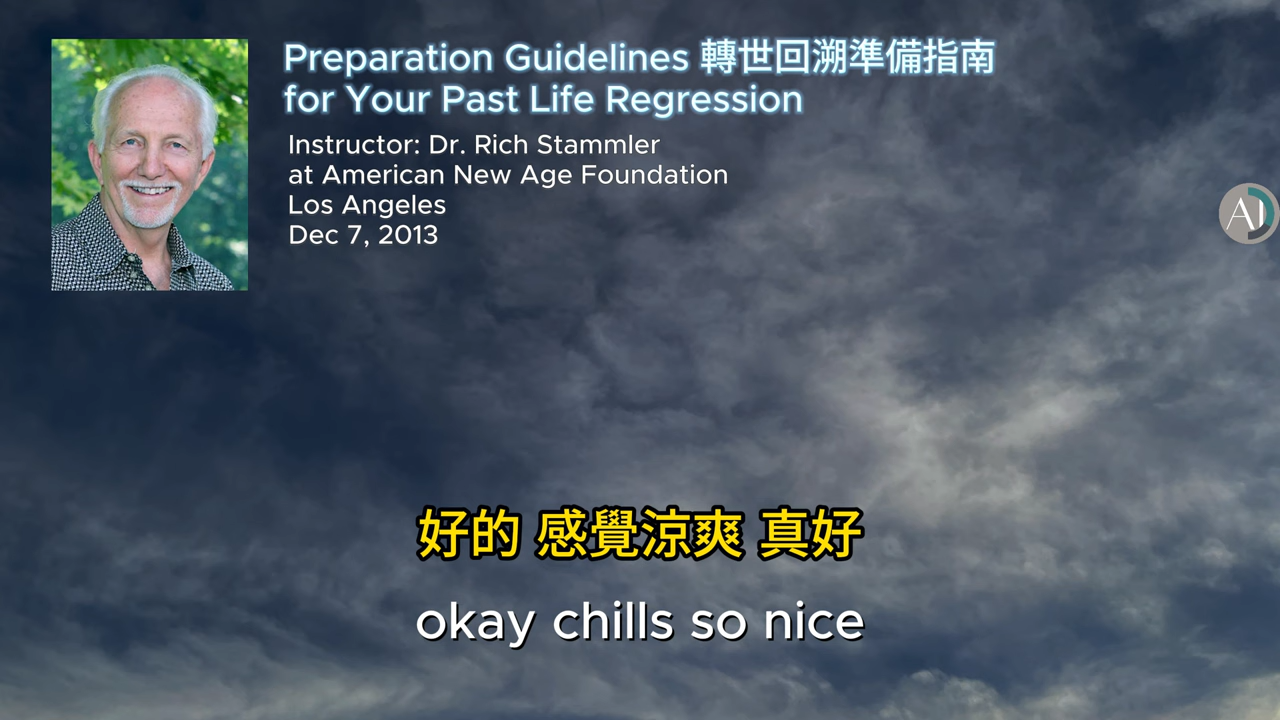 Preparation Guidelines 轉世回溯準備指南
for Your Past Life Regression
Instructor: Dr. Rich Stammler
at American New Age Foundation
Los Angeles
Dec 7, 2013
AI
好的 感覺涼爽 真好
okay chills so nice